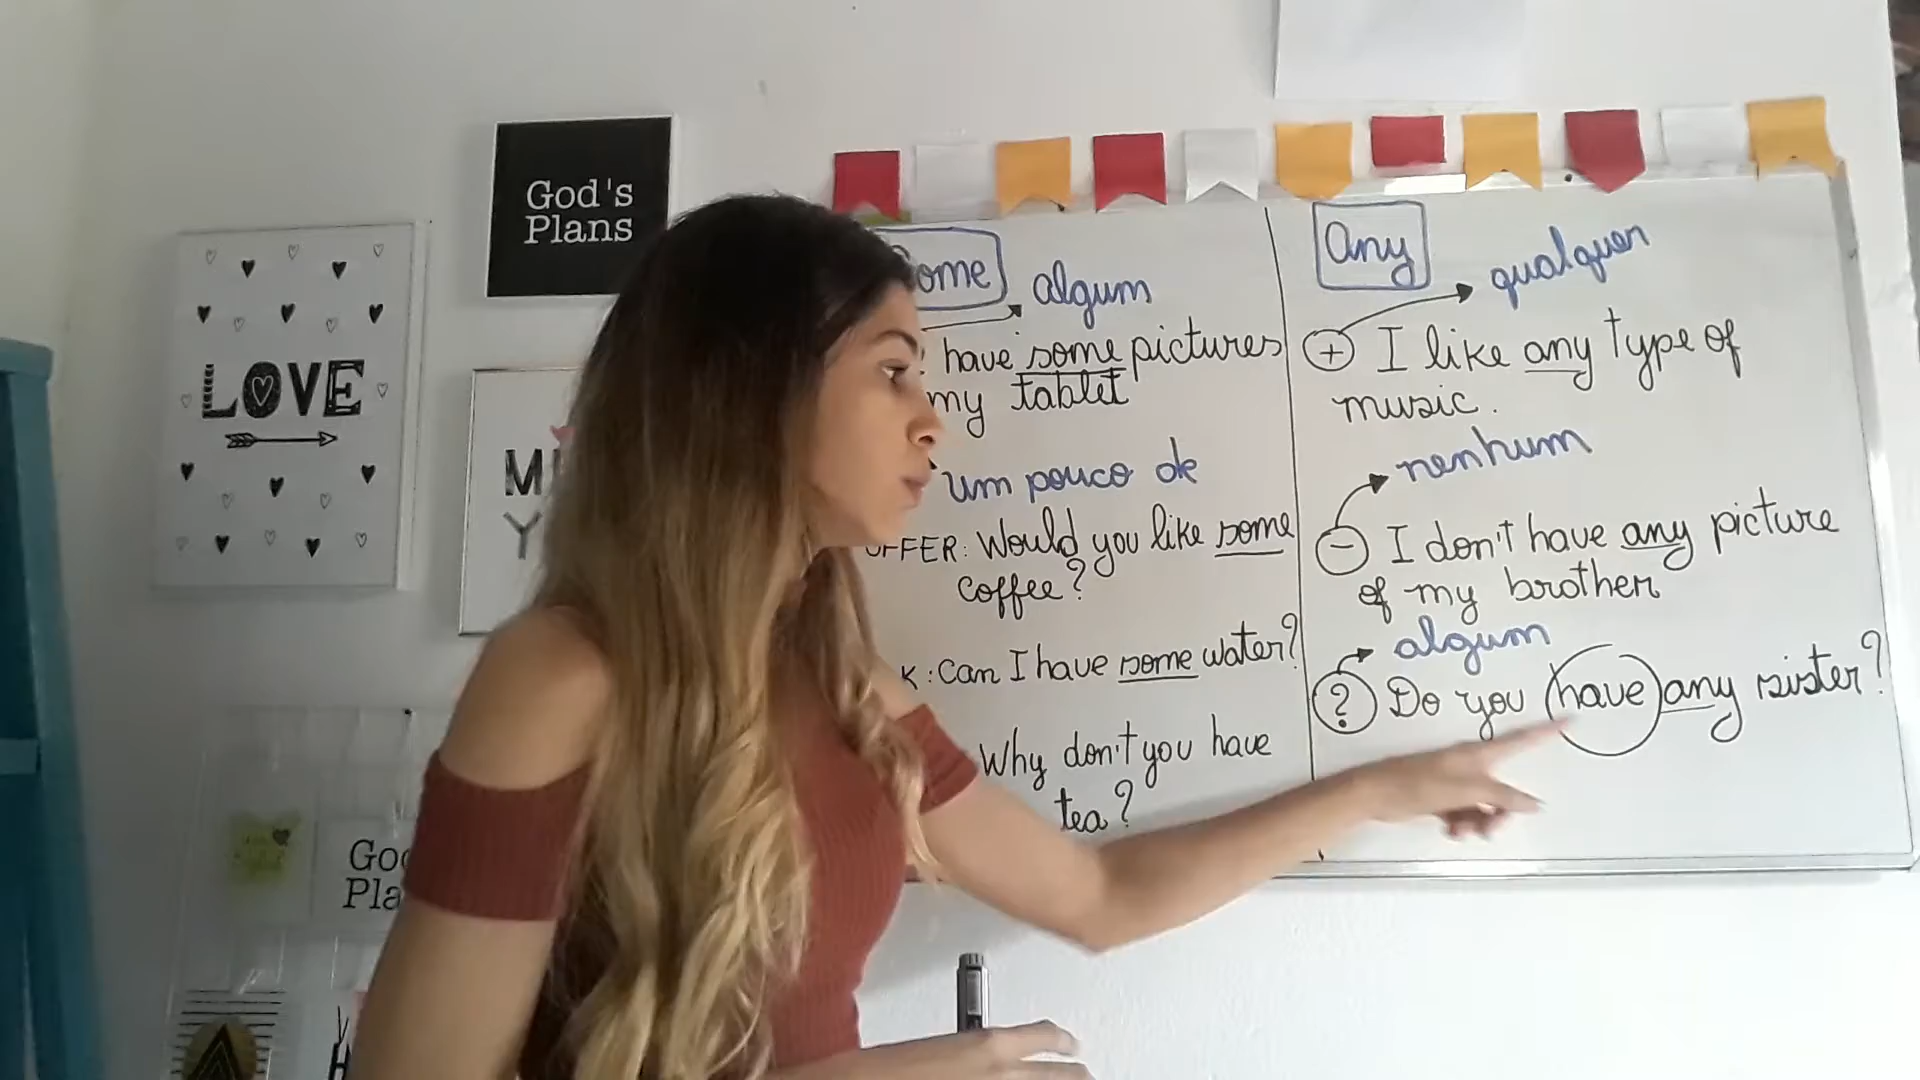 God's
Plans
LOVE
God's
ome
algum
have some pictures
my tablet
um pouco de
OFFER: Would you like some
coffee?
K: Can I have some water?
Why don't you have
tea?
Any
qualquer
+ I like any type of
music.
nenhum
- I don't have any picture
of my brother
algum
? Do you have any sister?